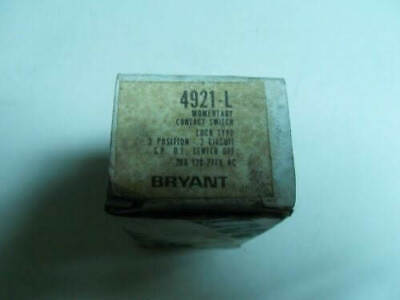 4921-L
MOMENTARY
CONTACT SWITCH
LOCK TYPE
3 POSITION - 2 CIRCUIT
S.P. D.T. CENTER OFF
20A 120-277V AC
BRYANT